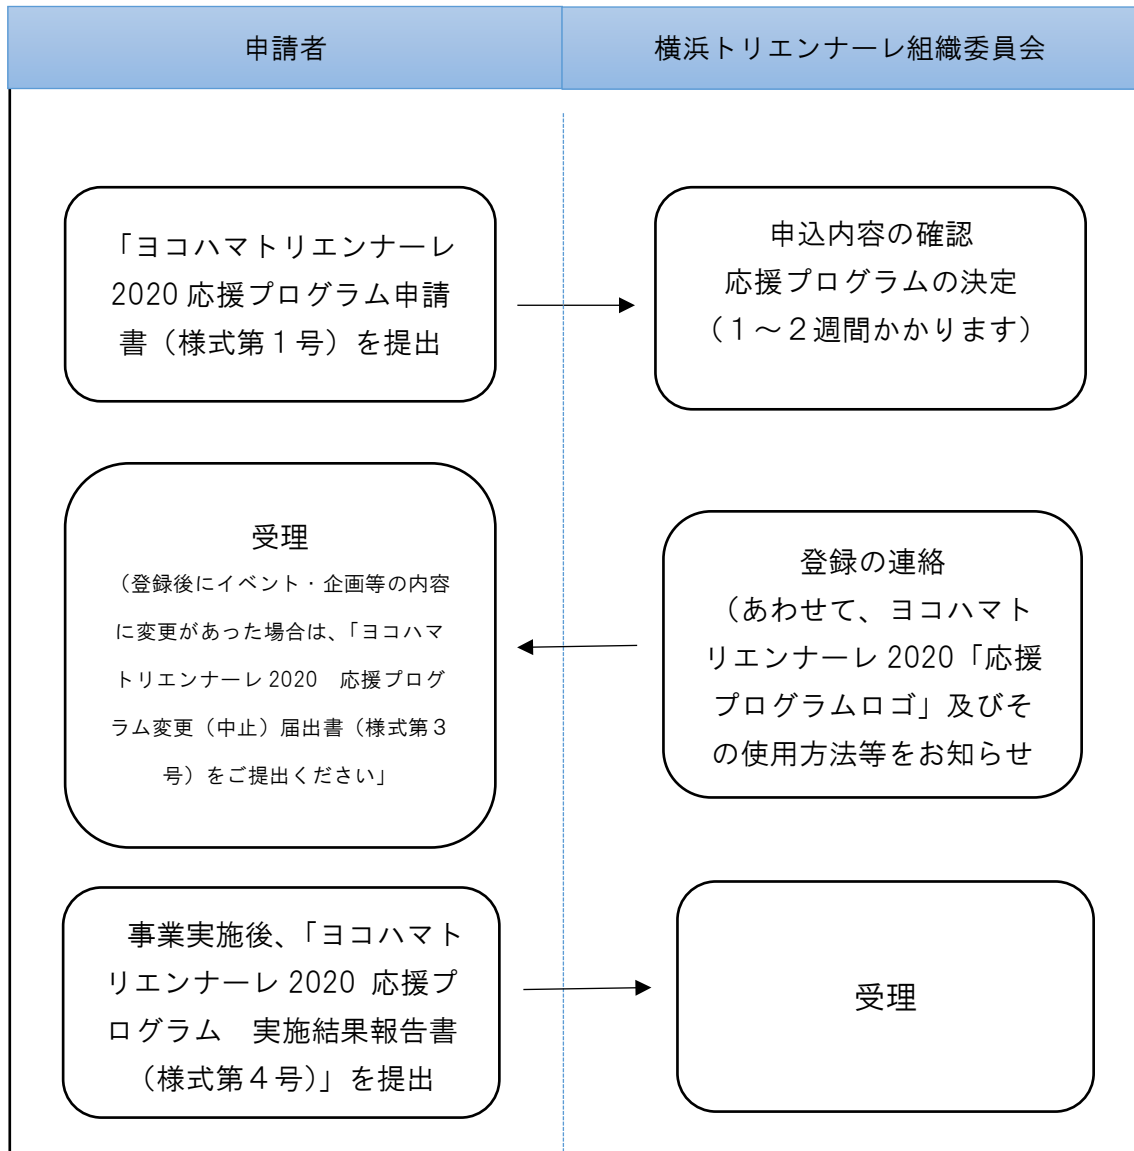 申請者
横浜トリエンナーレ組織委員会
「ヨコハマトリエンナーレ
2020 応援プログラム申請
書（様式第１号）を提出
申込内容の確認
応援プログラムの決定
（１～２週間かかります）
受理
（登録後にイベント・企画等の内容
に変更があった場合は、「ヨコハマ
トリエンナーレ 2020　応援プログ
ラム変更（中止）届出書（様式第３
号）をご提出ください」
登録の連絡
（あわせて、ヨコハマト
リエンナーレ 2020「応援
プログラムロゴ」及びそ
の使用方法等をお知らせ
事業実施後、「ヨコハマト
リエンナーレ 2020 応援プ
ログラム　実施結果報告書
（様式第４号）」を提出
受理